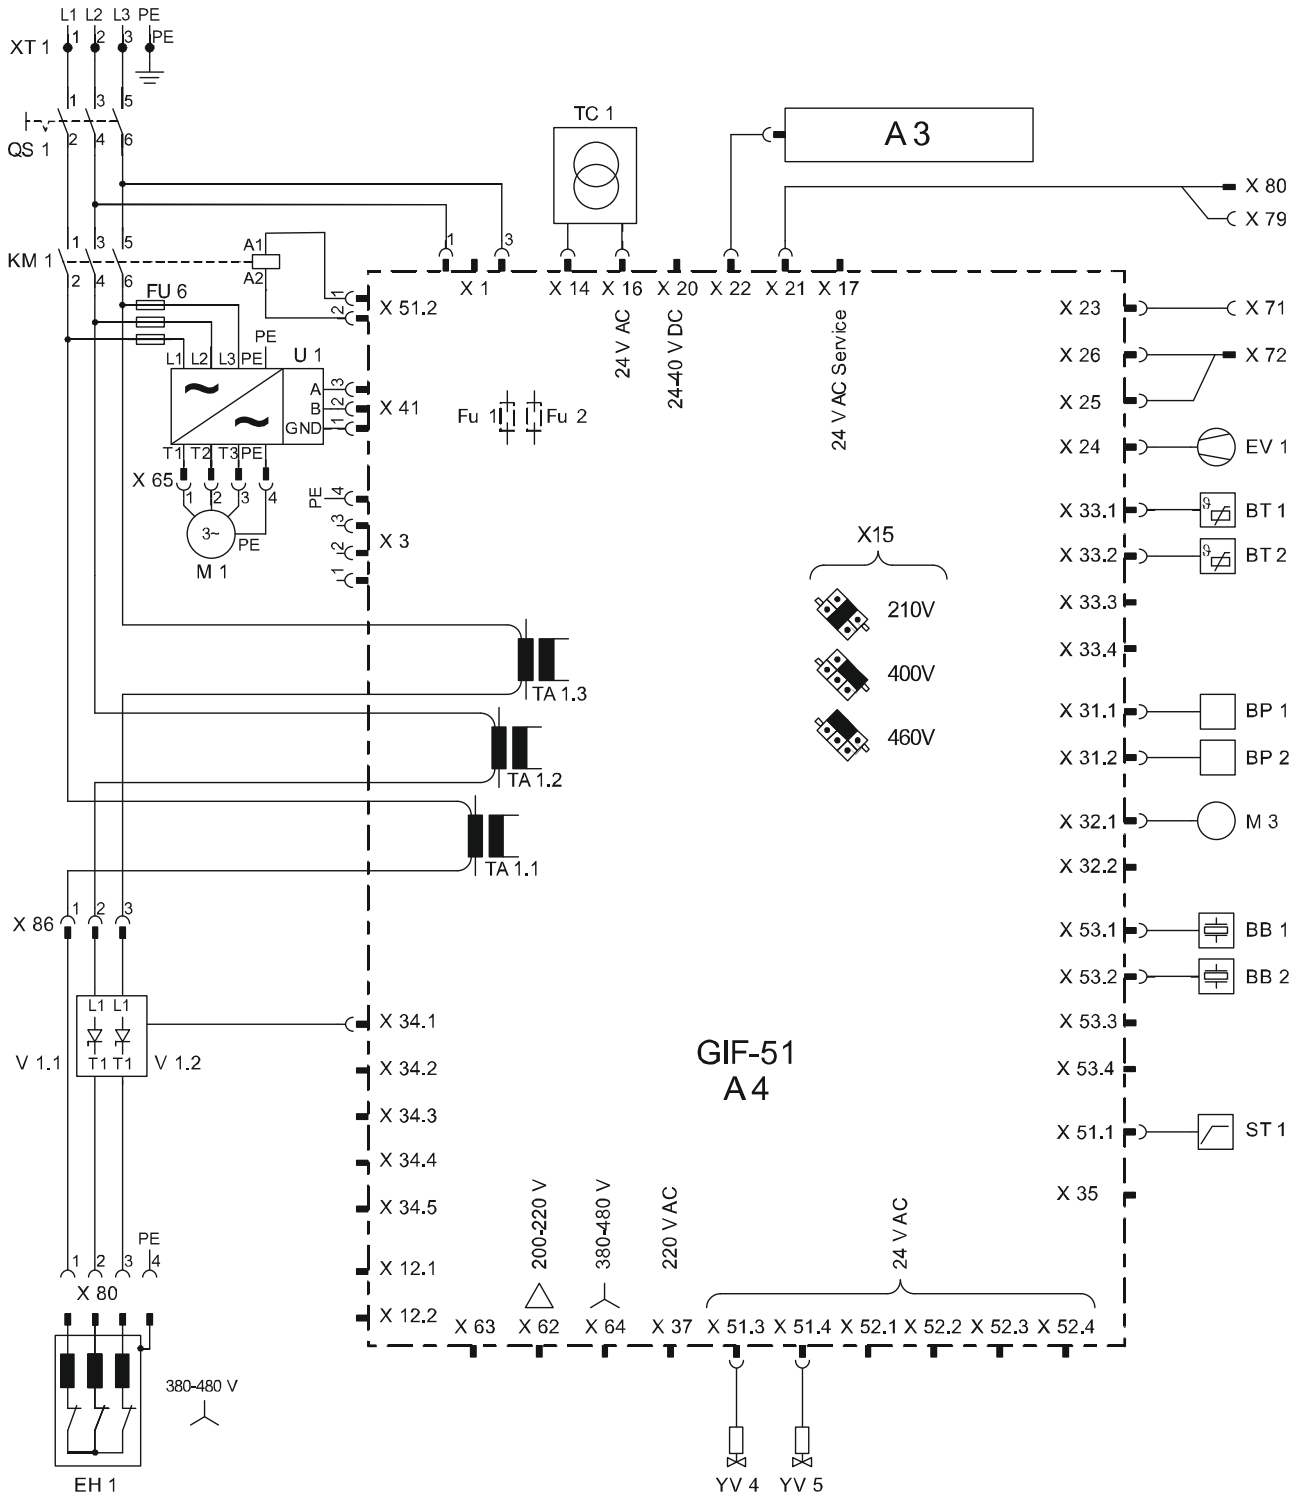 L1 L2 L3 PE
XT 1 1 2 3 PE
1 3 5
QS 1 2 4 6
TC 1
A 3
X 80
X 79
KM 1 1 3 5
2 4 6
A1
A2
1 3
X 1 X 14 X 16 X 20 X 22 X 21 X 17
24 V AC
24-40 V DC
24 V AC Service
FU 6
1
2
X 51.2
L1 L2 L3 PE
PE
U 1
A 3
B 2
GND 1
X 41
T1 T2 T3 PE
X 65
1 2 3 4
3~
PE
M 1
Fu 1 Fu 2
PE 4
3
2
1
X 3
X15
210V
400V
460V
TA 1.3
TA 1.2
TA 1.1
X 23 X 71
X 26 X 72
X 25
X 24 EV 1
X 33.1 ϑ BT 1
X 33.2 ϑ BT 2
X 33.3
X 33.4
X 31.1 BP 1
X 31.2 BP 2
X 32.1 M 3
X 32.2
X 53.1 BB 1
X 53.2 BB 2
X 53.3
X 53.4
X 51.1 ST 1
X 35
X 86 1 2 3
L1 L1
V 1.1 T1 T1 V 1.2
X 34.1
X 34.2
X 34.3
X 34.4
X 34.5
X 12.1
X 12.2
GIF-51
A 4
200-220 V
380-480 V
220 V AC
24 V AC
X 63 X 62 X 64 X 37 X 51.3 X 51.4 X 52.1 X 52.2 X 52.3 X 52.4
PE
1 2 3 4
X 80
380-480 V
EH 1
YV 4 YV 5